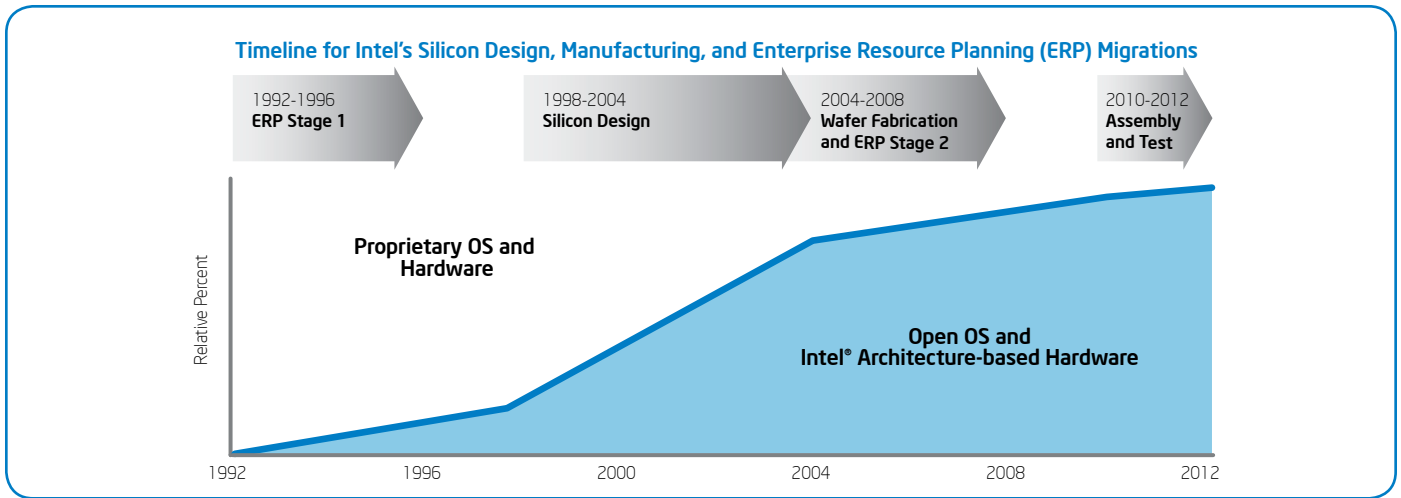 Timeline for Intel's Silicon Design, Manufacturing, and Enterprise Resource Planning (ERP) Migrations
1992-1996
ERP Stage 1
1998-2004
Silicon Design
2004-2008
Wafer Fabrication
and ERP Stage 2
2010-2012
Assembly
and Test
Relative Percent
Proprietary OS and
Hardware
Open OS and
Intel® Architecture-based Hardware
1992
1996
2000
2004
2008
2012